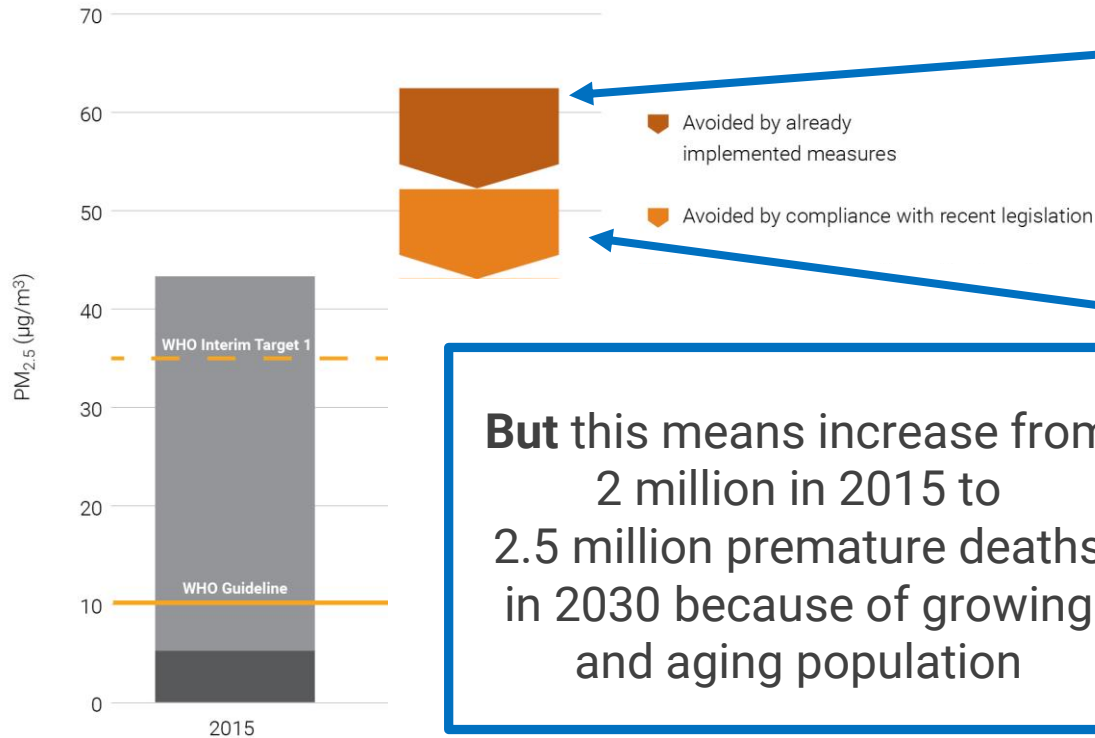 70
60
50
40
30
20
10
0
PM2.5 (µg/m³)
WHO Interim Target 1
WHO Guideline
2015
Avoided by already
implemented measures
Avoided by compliance with recent legislation
But this means increase from
2 million in 2015 to
2.5 million premature deaths
in 2030 because of growing
and aging population